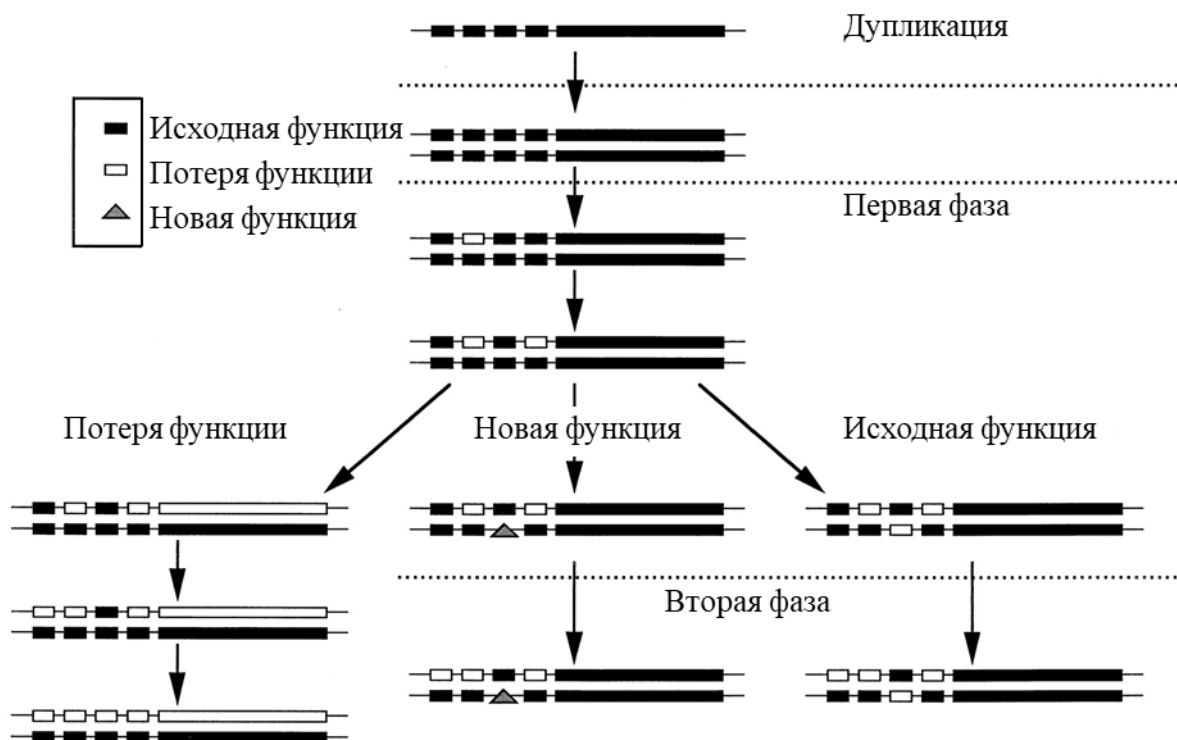 Дупликация
Исходная функция
Потеря функции
Новая функция
Первая фаза
Потеря функции
Новая функция
Исходная функция
Вторая фаза